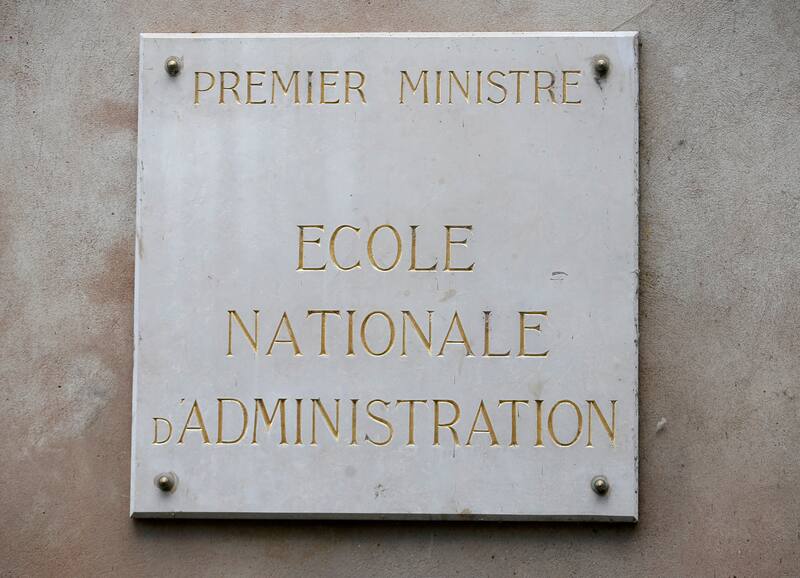 PREMIER MINISTRE
ECOLE
NATIONALE
D'ADMINISTRATION